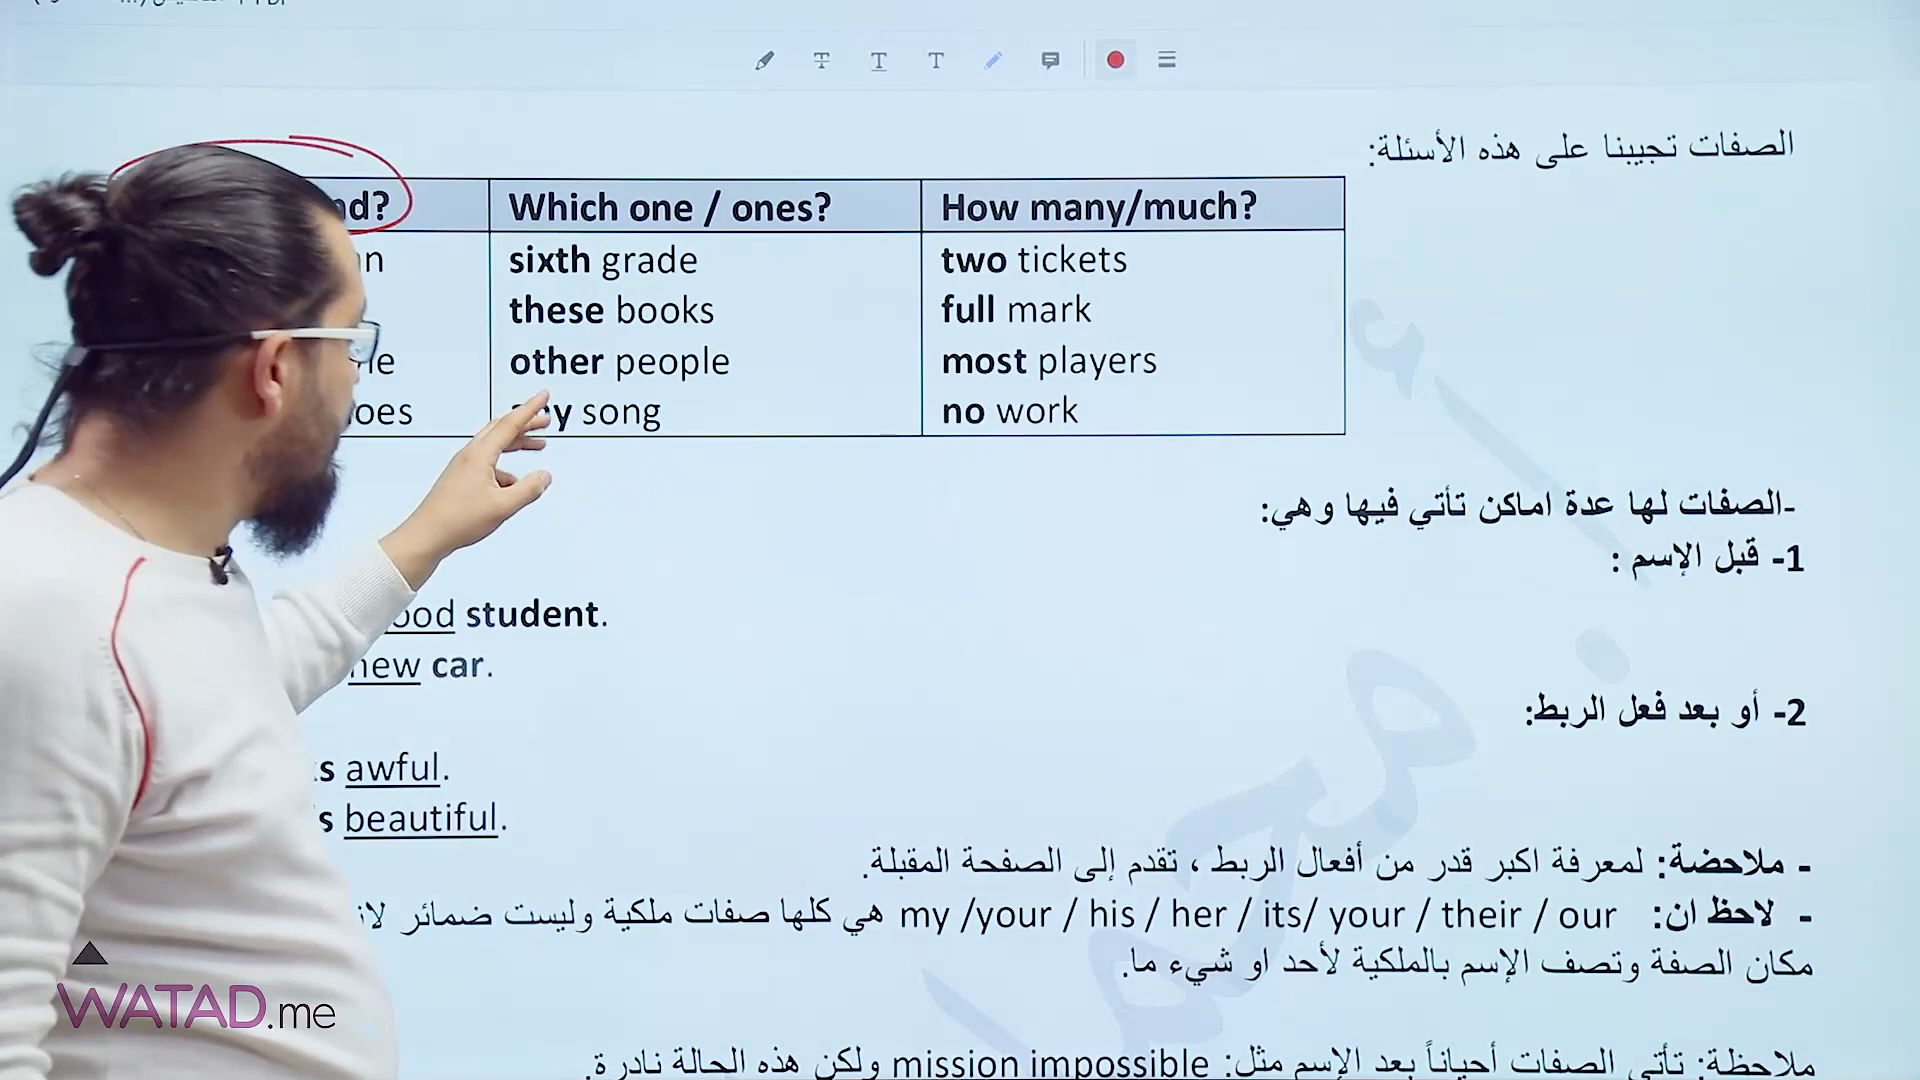 الصفات تجيبنا على هذه الأسئلة:
Which one / ones? How many/much?
sixth grade two tickets
these books full mark
other people most players
song no work
-الصفات لها عدة اماكن تأتي فيها وهي:
1- قبل الإسم :
student.
new car.
2- أو بعد فعل الربط:
awful.
beautiful.
- ملاحضة: لمعرفة اكبر قدر من أفعال الربط ، تقدم إلى الصفحة المقبلة.
- لاحظ ان: my /your / his / her / its/ your / their / our هي كلها صفات ملكية وليست ضمائر
مكان الصفة وتصف الإسم بالملكية لأحد او شيء ما.
WATAD.me
ملاحظة: تأتي الصفات أحياناً بعد الإسم مثل: mission impossible ولكن هذه الحالة نادرة.